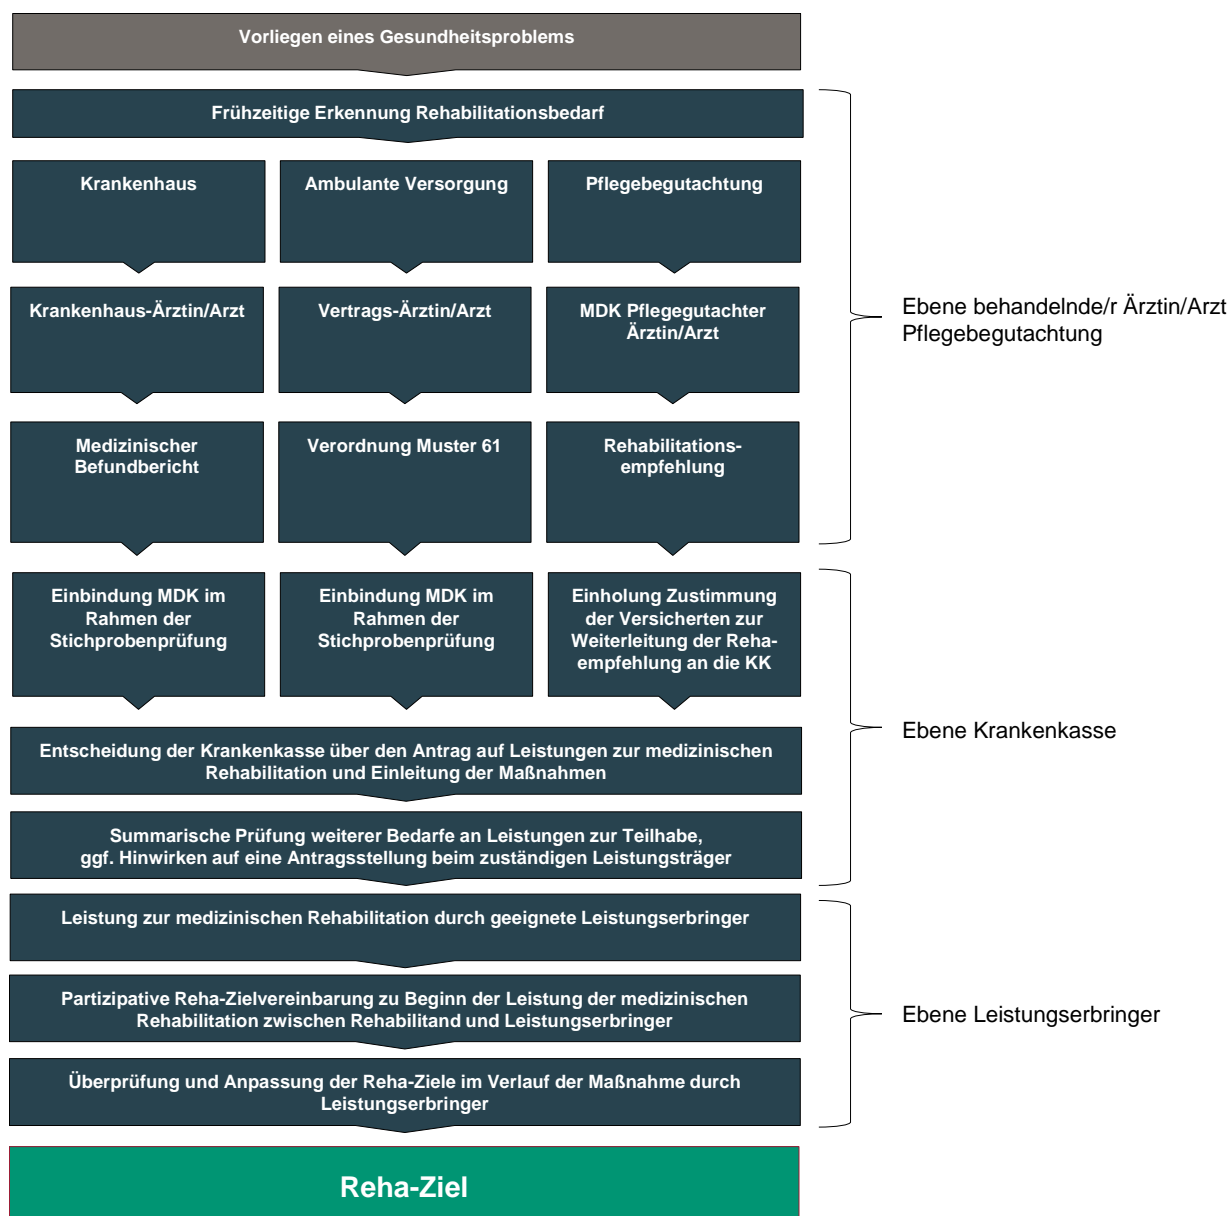 Vorliegen eines Gesundheitsproblems
Frühzeitige Erkennung Rehabilitationsbedarf
Krankenhaus
Ambulante Versorgung
Pflegebegutachtung
Krankenhaus-Ärztin/Arzt
Vertrags-Ärztin/Arzt
MDK Pflegegutachter
Ärztin/Arzt
Medizinischer
Befundbericht
Verordnung Muster 61
Rehabilitations-
empfehlung
Ebene behandelnde/r Ärztin/Arzt
Pflegebegutachtung
Einbindung MDK im
Rahmen der
Stichprobenprüfung
Einbindung MDK im
Rahmen der
Stichprobenprüfung
Einholung Zustimmung
der Versicherten zur
Weiterleitung der Reha-
empfehlung an die KK
Entscheidung der Krankenkasse über den Antrag auf Leistungen zur medizinischen
Rehabilitation und Einleitung der Maßnahmen
Summarische Prüfung weiterer Bedarfe an Leistungen zur Teilhabe,
ggf. Hinwirken auf eine Antragsstellung beim zuständigen Leistungsträger
Ebene Krankenkasse
Leistung zur medizinischen Rehabilitation durch geeignete Leistungserbringer
Partizipative Reha-Zielvereinbarung zu Beginn der Leistung der medizinischen
Rehabilitation zwischen Rehabilitand und Leistungserbringer
Überprüfung und Anpassung der Reha-Ziele im Verlauf der Maßnahme durch
Leistungserbringer
Ebene Leistungserbringer
Reha-Ziel